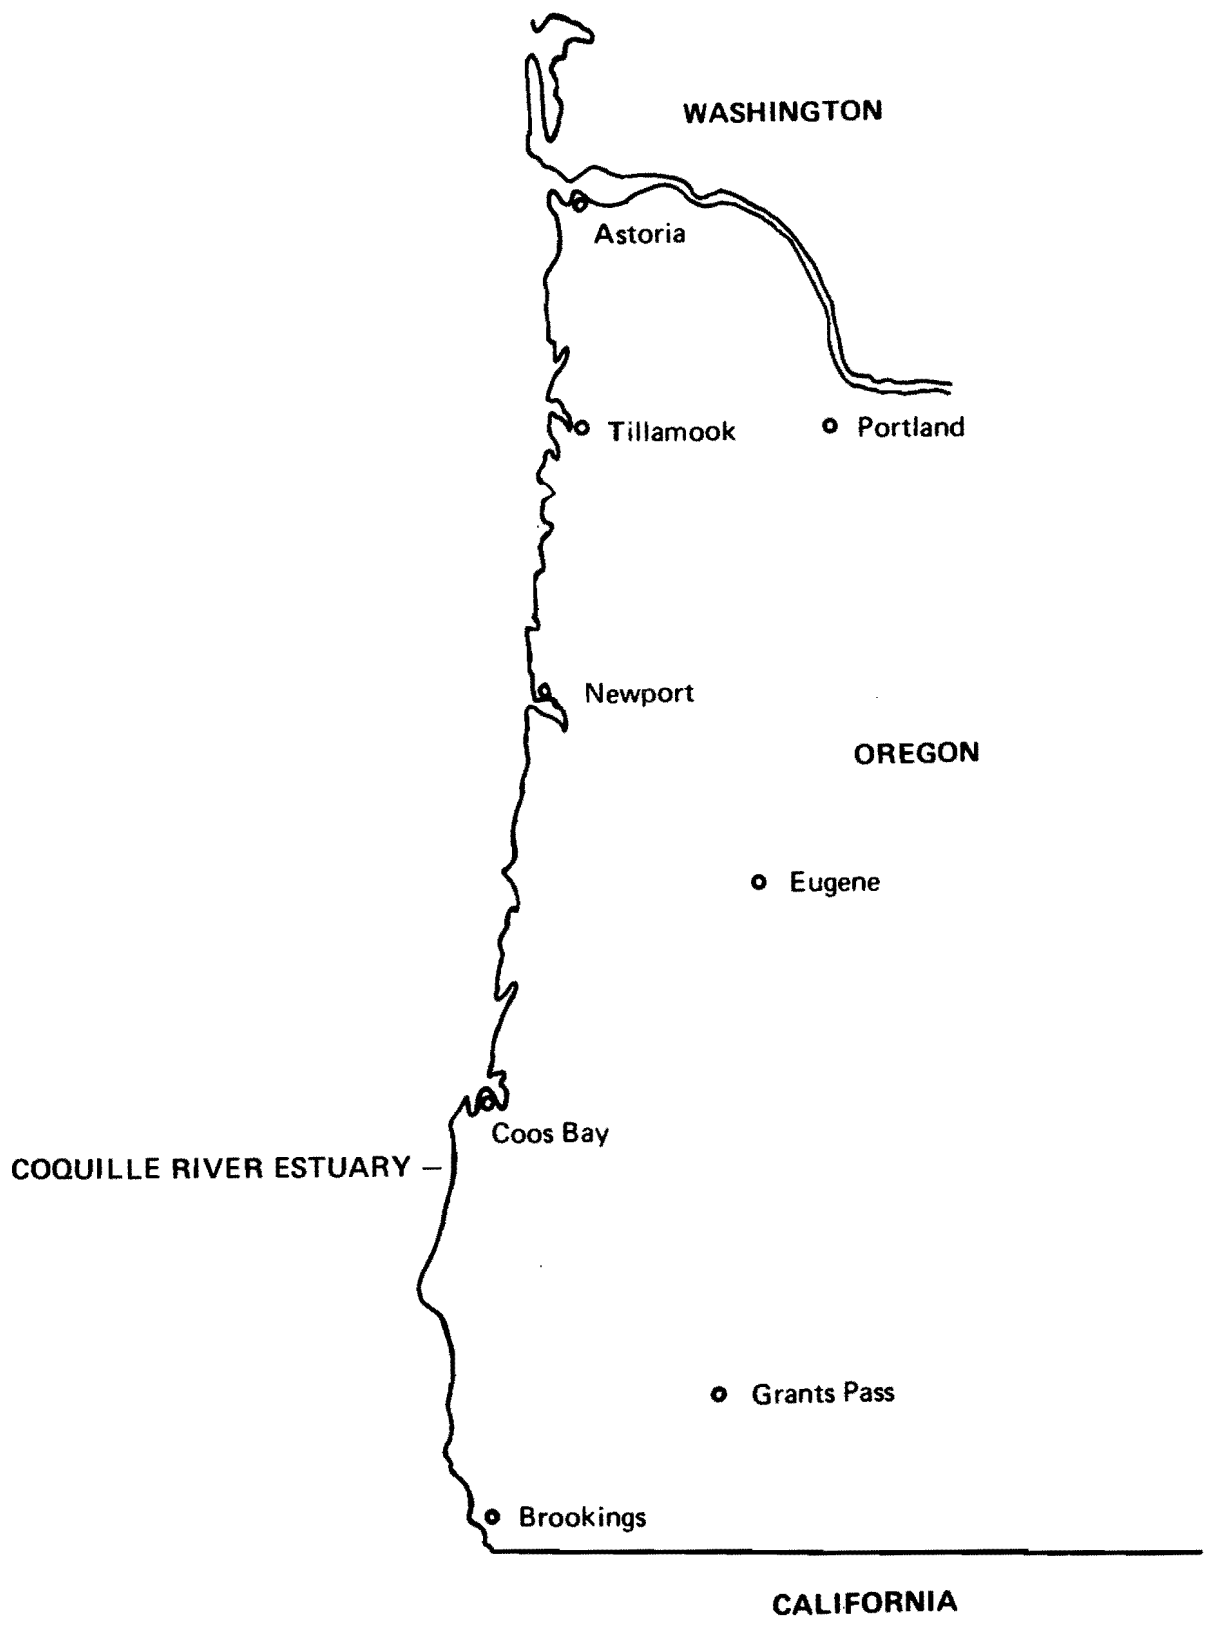 WASHINGTON
Astoria
Tillamook
Portland
Newport
OREGON
Eugene
Coos Bay
COQUILLE RIVER ESTUARY
Grants Pass
Brookings
CALIFORNIA